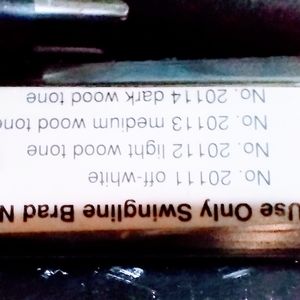 Use Only Swingline Brad N
No. 20111 off-white
No. 20112 light wood tone
No. 20113 medium wood tone
No. 20114 dark wood tone